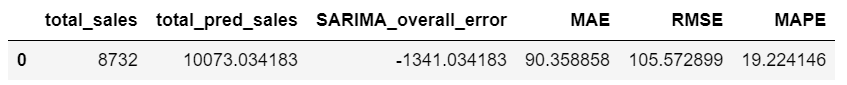 total_sales total_pred_sales SARIMA_overall_error MAE RMSE MAPE
0 8732 10073.034183 -1341.034183 90.358858 105.572899 19.224146